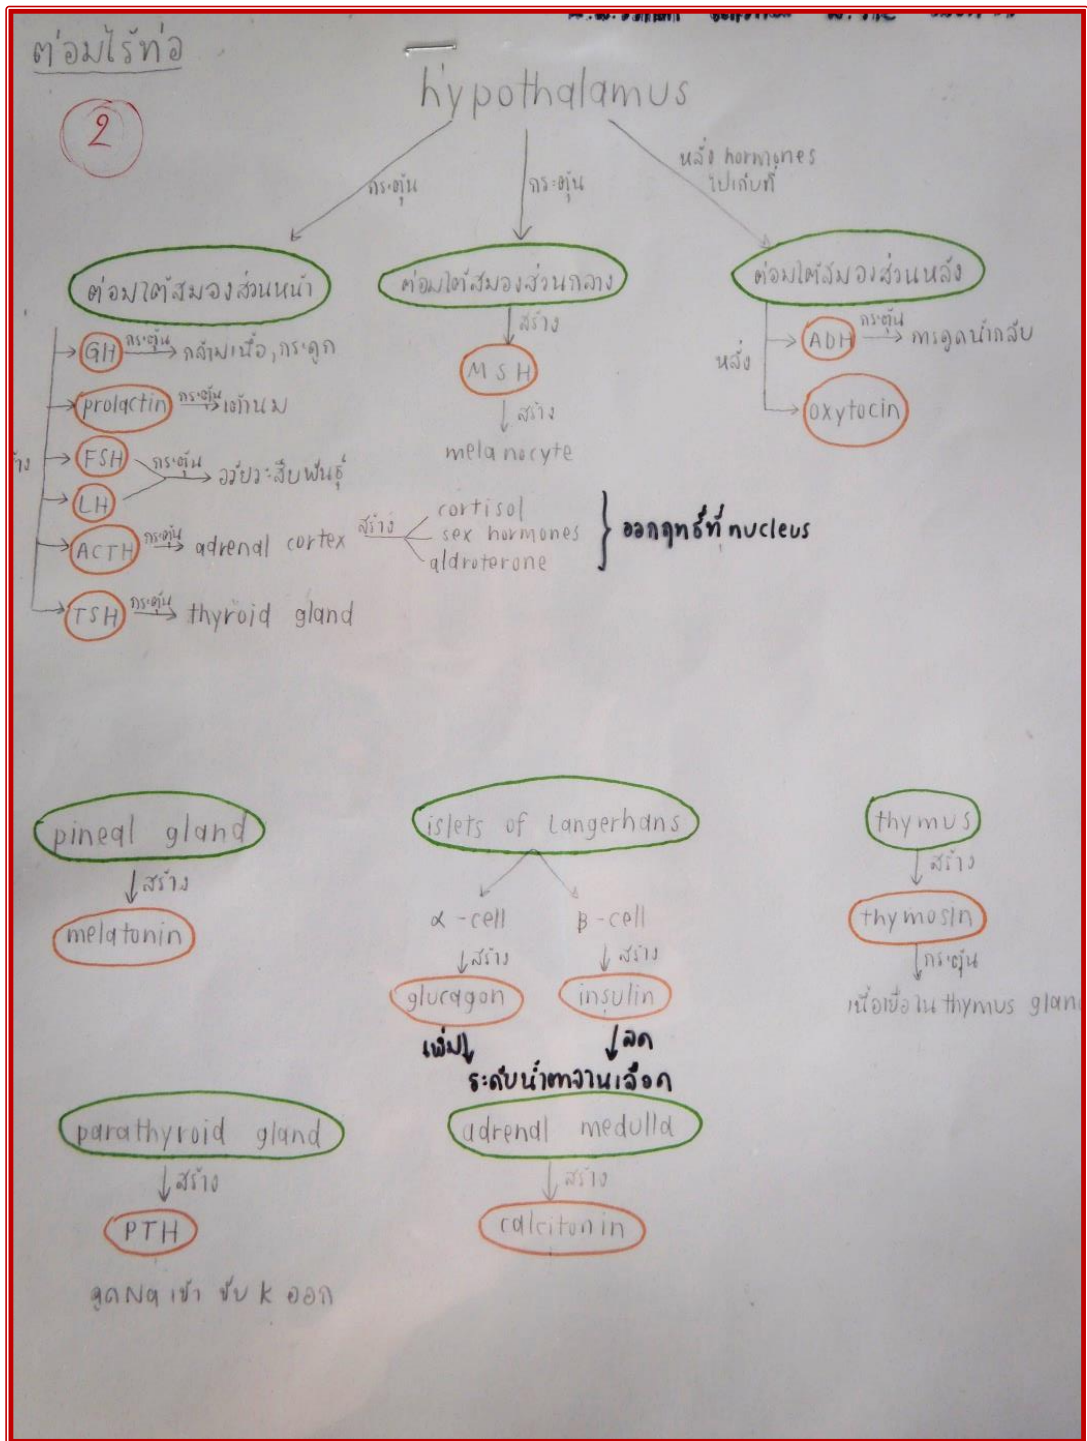 ต่อมไร้ท่อ
2
hypothalamus
กระตุ้น
กระตุ้น
หลั่ง hormones
ไปเก็บที่
ต่อมใต้สมองส่วนหน้า
ต่อมใต้สมองส่วนกลาง
ต่อมใต้สมองส่วนหลัง
GH กระตุ้น กล้ามเนื้อ, กระดูก
prolactin กระตุ้น เต้านม
FSH
LH
กระตุ้น อวัยวะสืบพันธุ์
ACTH กระตุ้น adrenal cortex สร้าง
cortisol
sex hormones
aldroterone
ออกฤทธิ์ที่ nucleus
TSH กระตุ้น thyroid gland
สร้าง
MSH
สร้าง
melanocyte
หลั่ง
ADH กระตุ้น การดูดน้ำกลับ
oxytocin
pineal gland
สร้าง
melatonin
islets of Langerhans
α-cell
β-cell
สร้าง
สร้าง
glucagon
insulin
เพิ่ม
ลด
ระดับน้ำตาลในเลือด
thymus
สร้าง
thymosin
กระตุ้น
เนื้อเยื่อใน thymus gland
parathyroid gland
สร้าง
PTH
ดูด Na เข้า ขับ K ออก
adrenal medulla
สร้าง
calcitonin